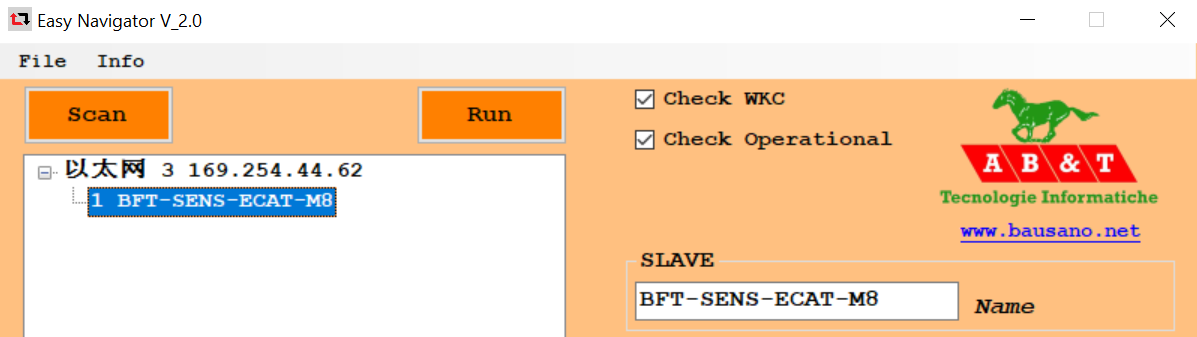 Easy Navigator V_2.0
File Info
Scan
Run
以太网 3 169.254.44.62
1 BFT-SENS-ECAT-M8
Check WKC
Check Operational
AB&T
Tecnologie Informatiche
www.bausano.net
SLAVE
BFT-SENS-ECAT-M8 Name